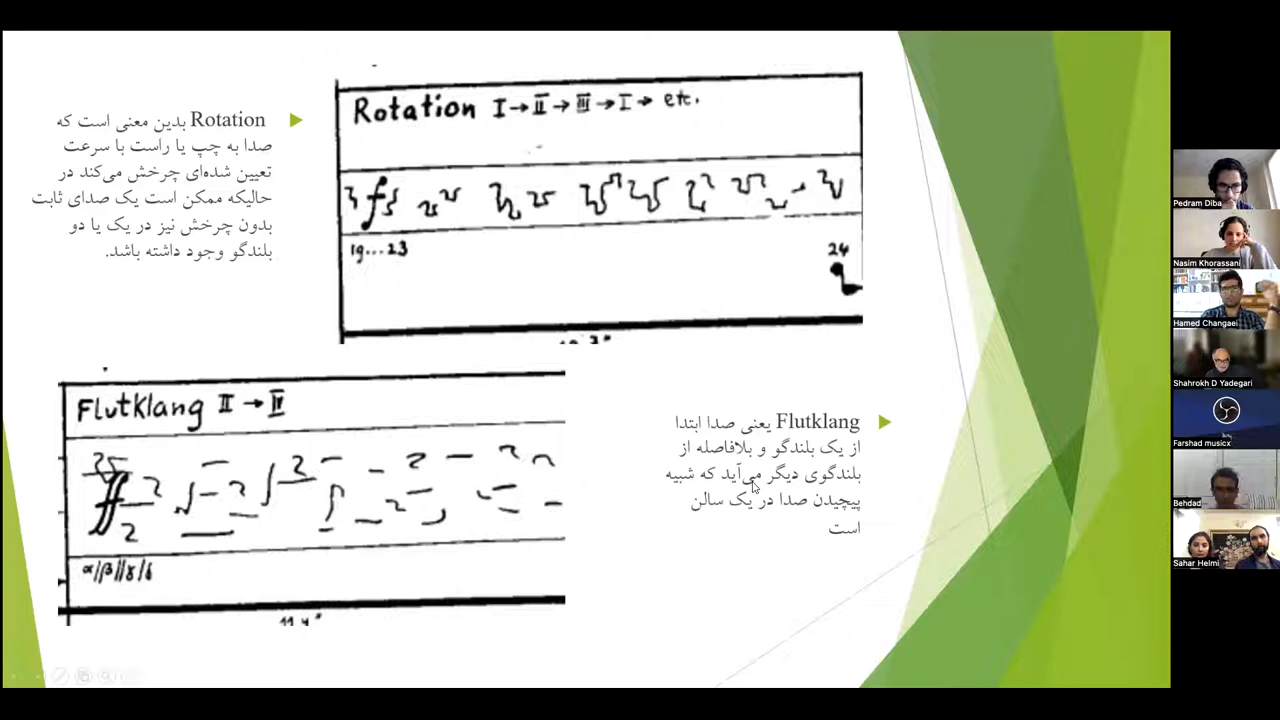 Rotation I→II→III→I→ etc.
f
19...23
24
Rotation بدین معنی است که
صدا به چپ یا راست با سرعت
تعیین شده‌ای چرخش می‌کند در
حالیکه ممکن است یک صدای ثابت
بدون چرخش نیز در یک یا دو
بلندگو وجود داشته باشد.
Flutklang II → III
ff
α//β//γ/δ
11,4"
Flutklang یعنی صدا ابتدا
از یک بلندگو و بلافاصله از
بلندگوی دیگر می‌آید که شبیه
پیچیدن صدا در یک سالن
است
Pedram Diba
Nasim Khorassani
Hamed Changaei
Shahrokh D Yadegari
Farshad musicx
Behdad
Sahar Helmi